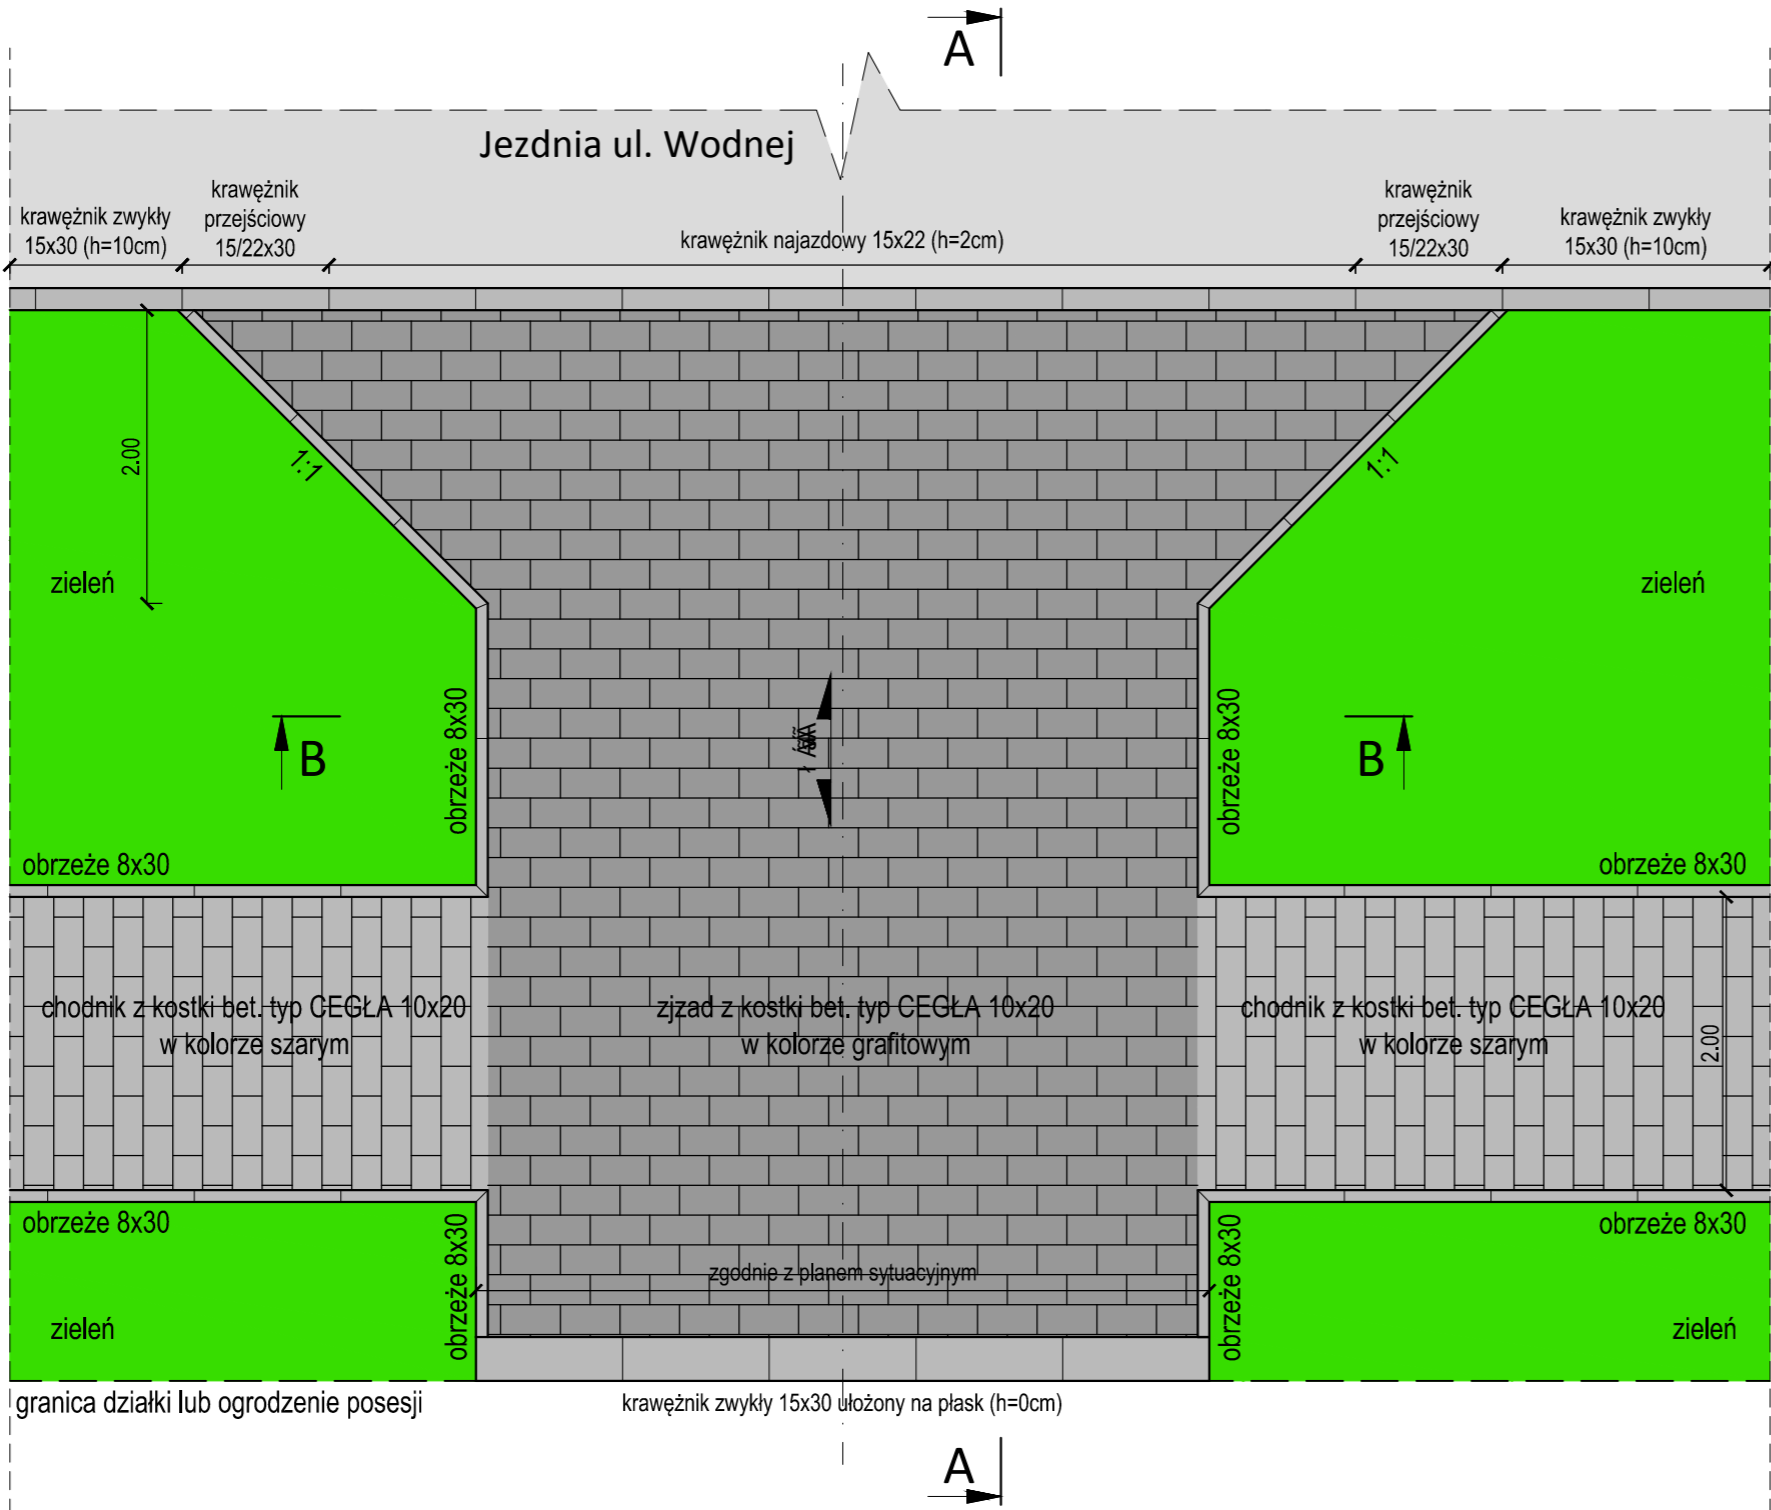 A
Jezdnia ul. Wodnej
krawężnik zwykły
15x30 (h=10cm)
krawężnik
przejściowy
15/22x30
krawężnik najazdowy 15x22 (h=2cm)
krawężnik
przejściowy
15/22x30
krawężnik zwykły
15x30 (h=10cm)
2.00
1:1
1:1
zieleń
zieleń
obrzeże 8x30
obrzeże 8x30
B
B
obrzeże 8x30
obrzeże 8x30
chodnik z kostki bet. typ CEGŁA 10x20
w kolorze szarym
zjzad z kostki bet. typ CEGŁA 10x20
w kolorze grafitowym
chodnik z kostki bet. typ CEGŁA 10x20
w kolorze szarym
2.00
obrzeże 8x30
obrzeże 8x30
zgodnie z planem sytuacyjnym
obrzeże 8x30
obrzeże 8x30
zieleń
zieleń
granica działki lub ogrodzenie posesji
krawężnik zwykły 15x30 ułożony na płask (h=0cm)
A